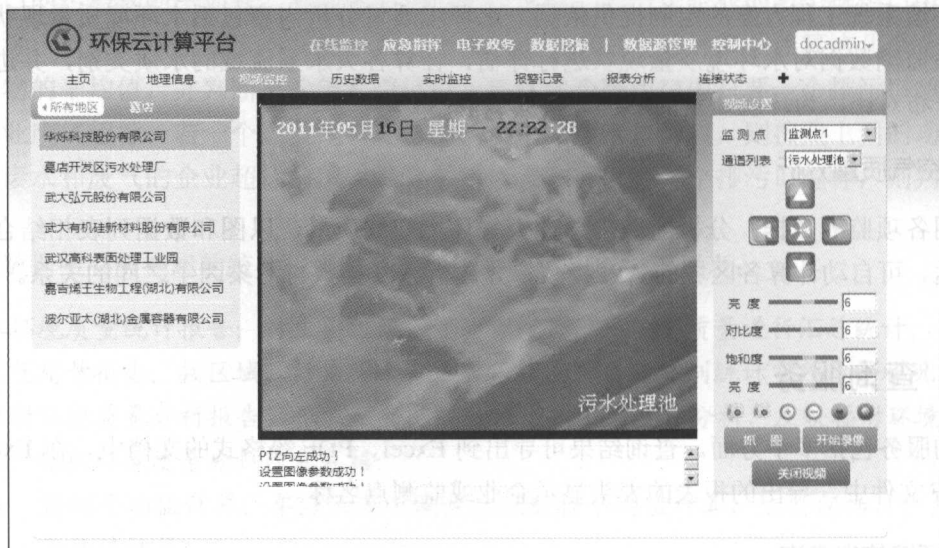 环保云计算平台
在线监控 应急指挥 电子政务 数据挖掘 | 数据源管理 控制中心 docadmin
主页 地理信息 视频监控 历史数据 实时监控 报警记录 报表分析 连接状态 +
所有地区 葛店
视频设置
华烁科技股份有限公司
葛店开发区污水处理厂
武大弘元股份有限公司
武大有机硅新材料股份有限公司
武汉高科表面处理工业园
嘉吉烯王生物工程(湖北)有限公司
波尔亚太(湖北)金属容器有限公司
2011年05月16日 星期一 22:22:28
污水处理池
监测点 监测点1
通道列表 污水处理池
亮度 6
对比度 6
饱和度 6
亮度 6
抓图 开始录像
关闭视频
PTZ向左成功！
设置图像参数成功！
设置图像参数成功！